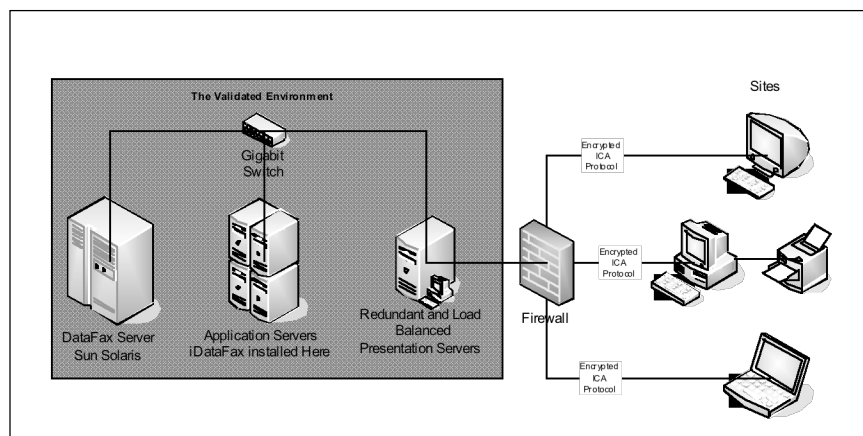 The Validated Environment
Sites
Gigabit
Switch
Encrypted
ICA
Protocol
DataFax Server
Sun Solaris
Application Servers
iDataFax installed Here
Redundant and Load
Balanced
Presentation Servers
Firewall
Encrypted
ICA
Protocol
Encrypted
ICA
Protocol